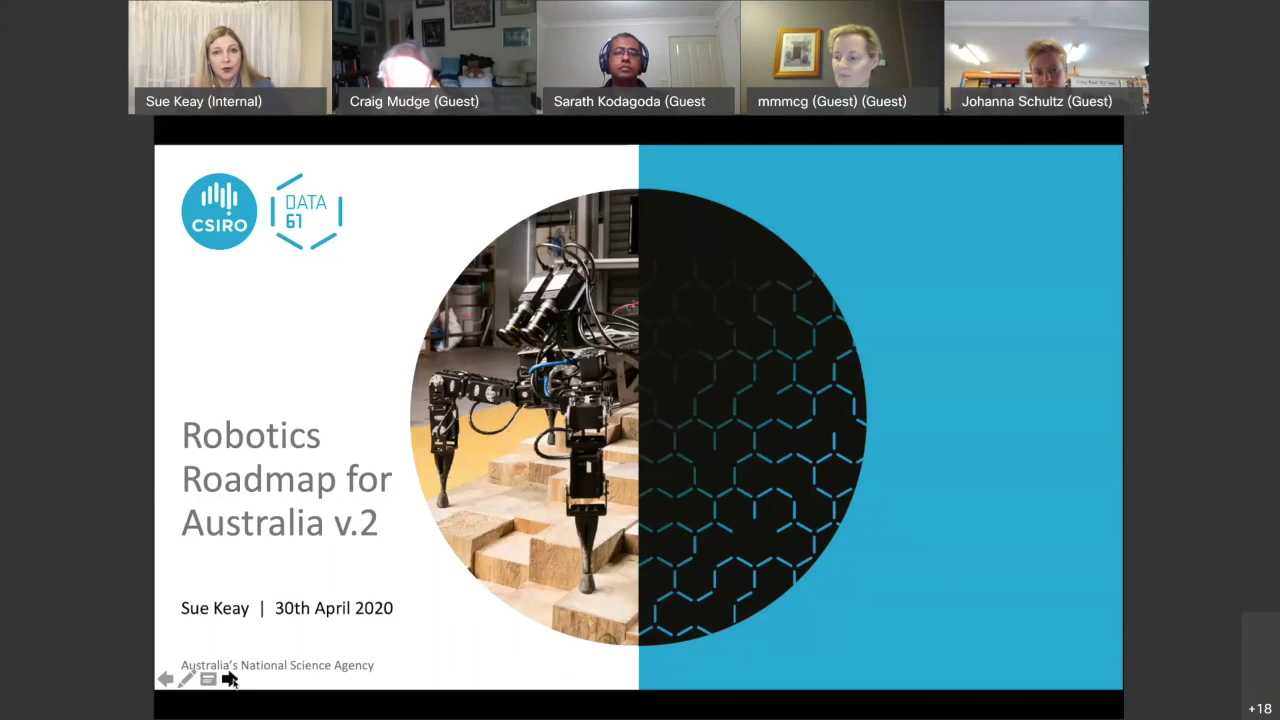 Sue Keay (Internal)
Craig Mudge (Guest)
Sarath Kodagoda (Guest
mmmcg (Guest) (Guest)
Johanna Schultz (Guest)
CSIRO
DATA
61
Robotics
Roadmap for
Australia v.2
Sue Keay | 30th April 2020
Australia's National Science Agency
+18